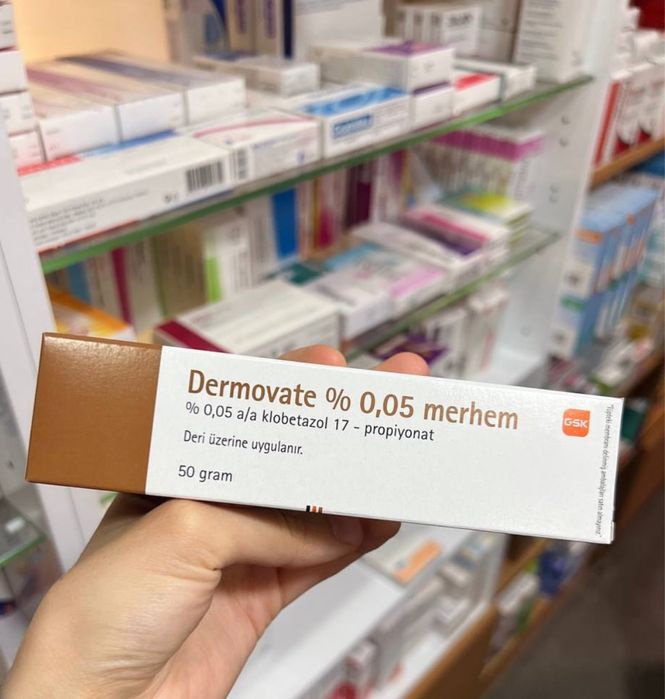 Dermovate % 0,05 merhem
% 0,05 a/a klobetazol 17 - propiyonat
Deri üzerine uygulanır.
50 gram
GSK